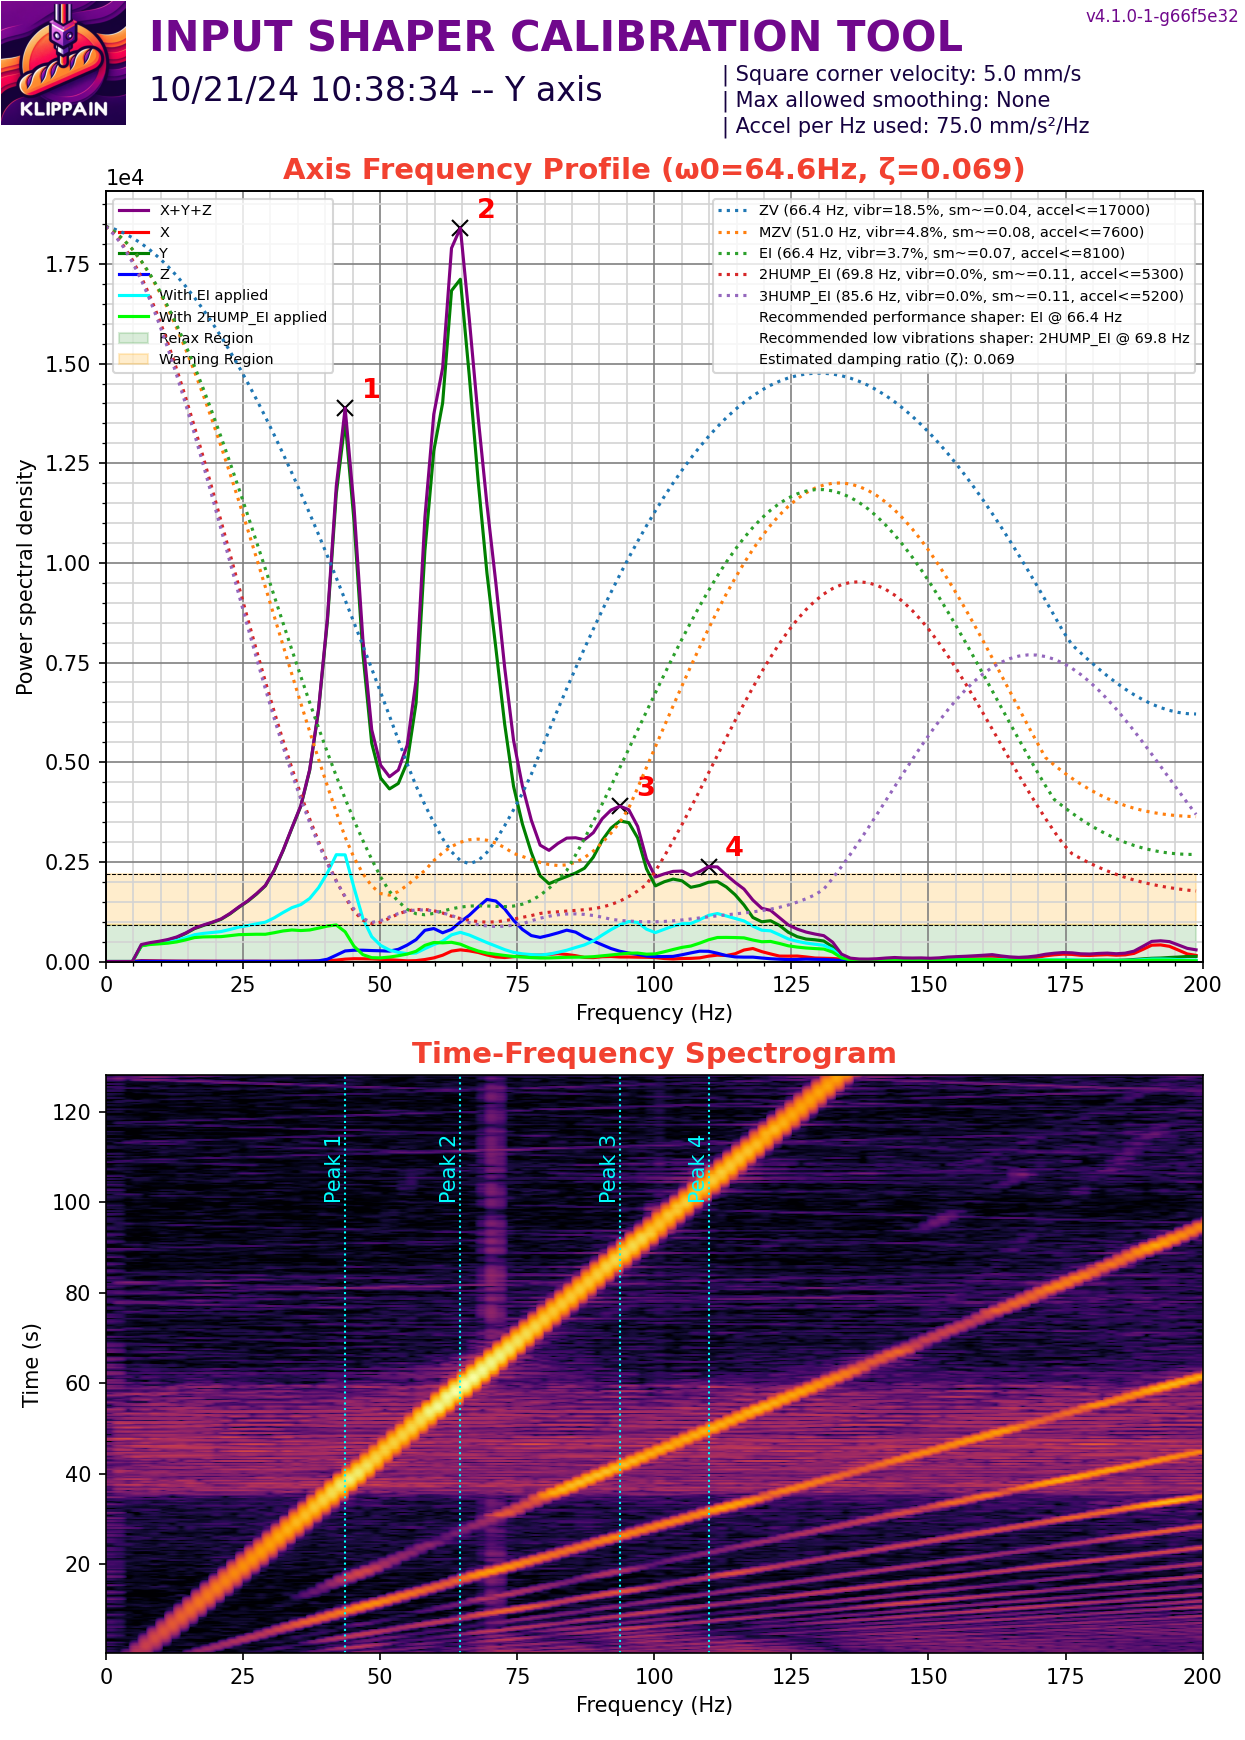 v4.1.0-1-g66f5e32
INPUT SHAPER CALIBRATION TOOL
10/21/24 10:38:34 -- Y axis
| Square corner velocity: 5.0 mm/s
| Max allowed smoothing: None
| Accel per Hz used: 75.0 mm/s²/Hz
KLIPPAIN
Axis Frequency Profile (ω0=64.6Hz, ζ=0.069)
1e4
X+Y+Z
X
Y
Z
With EI applied
With 2HUMP_EI applied
Relax Region
Warning Region
ZV (66.4 Hz, vibr=18.5%, sm~=0.04, accel<=17000)
MZV (51.0 Hz, vibr=4.8%, sm~=0.08, accel<=7600)
EI (66.4 Hz, vibr=3.7%, sm~=0.07, accel<=8100)
2HUMP_EI (69.8 Hz, vibr=0.0%, sm~=0.11, accel<=5300)
3HUMP_EI (85.6 Hz, vibr=0.0%, sm~=0.11, accel<=5200)
Recommended performance shaper: EI @ 66.4 Hz
Recommended low vibrations shaper: 2HUMP_EI @ 69.8 Hz
Estimated damping ratio (ζ): 0.069
1
2
3
4
Power spectral density
1.75
1.50
1.25
1.00
0.75
0.50
0.25
0.00
0 25 50 75 100 125 150 175 200
Frequency (Hz)
Time-Frequency Spectrogram
Peak 1
Peak 2
Peak 3
Peak 4
Time (s)
120
100
80
60
40
20
0 25 50 75 100 125 150 175 200
Frequency (Hz)